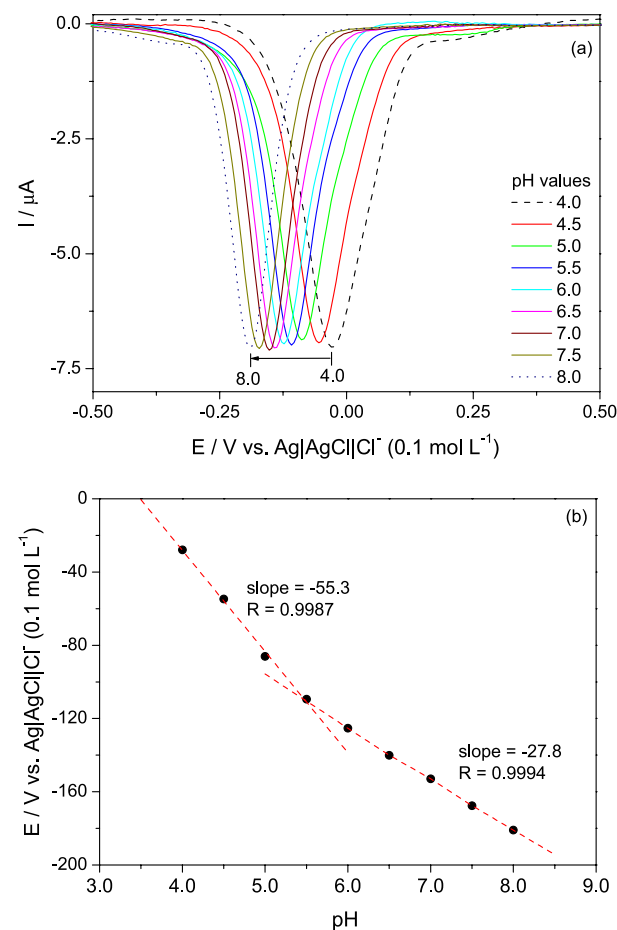 (a)
0.0
-2.5
-5.0
-7.5
I / μA
pH values
4.0
4.5
5.0
5.5
6.0
6.5
7.0
7.5
8.0
8.0
4.0
-0.50 -0.25 0.00 0.25 0.50
E / V vs. Ag|AgCl|Cl⁻ (0.1 mol L⁻¹)
(b)
0
-40
-80
-120
-160
-200
E / V vs. Ag|AgCl|Cl⁻ (0.1 mol L⁻¹)
slope = -55.3
R = 0.9987
slope = -27.8
R = 0.9994
3.0 4.0 5.0 6.0 7.0 8.0 9.0
pH